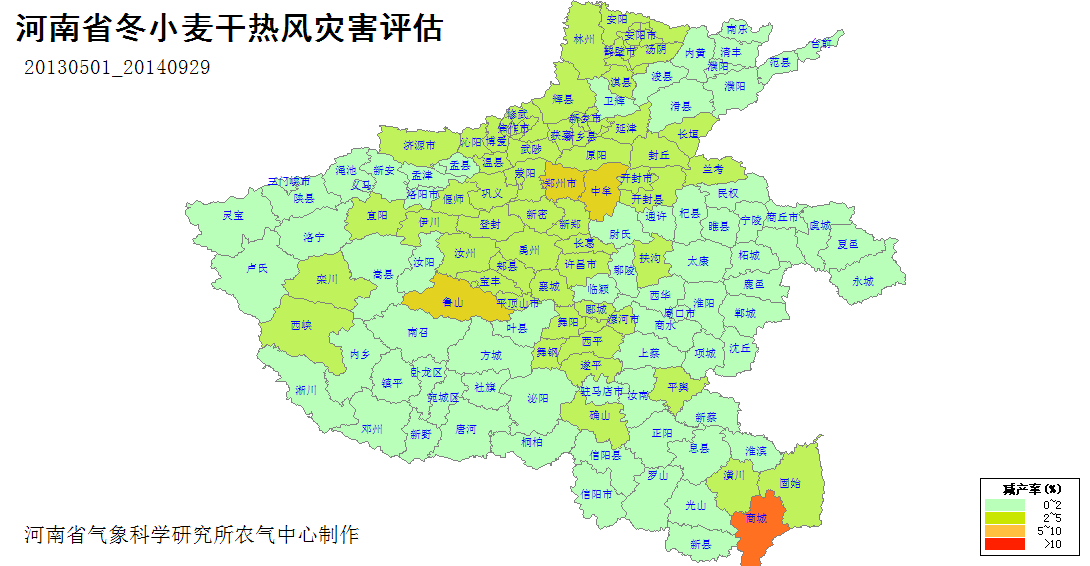 河南省冬小麦干热风灾害评估
20130501_20140929
安阳
林州
安阳市
鹤壁市
汤阴
内黄
南乐
清丰
濮阳
台前
范县
濮阳
淇县
浚县
卫辉
滑县
辉县
修武
焦作市
新乡市
获嘉
新乡县
延津
长垣
济源市
沁阳
博爱
武陟
原阳
封丘
温县
孟县
荥阳
郑州市
中牟
开封市
开封县
兰考
民权
渑池
新安
义马
孟津
洛阳市
偃师
巩义
三门峡市
陕县
灵宝
宜阳
伊川
登封
新密
新郑
尉氏
通许
杞县
睢县
宁陵
商丘市
虞城
夏邑
永城
洛宁
卢氏
栾川
嵩县
汝阳
汝州
禹州
长葛
郏县
许昌市
鄢陵
扶沟
太康
柘城
鹿邑
宝丰
襄城
临颍
鲁山
平顶山市
西华
淮阳
周口市
商水
郸城
西峡
南召
叶县
舞阳
郾城
漯河市
舞钢
西平
遂平
上蔡
项城
沈丘
内乡
方城
淅川
镇平
卧龙区
宛城区
社旗
泌阳
驻马店市
汝南
平舆
确山
新蔡
邓州
新野
唐河
桐柏
正阳
信阳县
息县
淮滨
信阳市
罗山
光山
潢川
固始
商城
新县
减产率(%)
0~2
2~5
5~10
>10
河南省气象科学研究所农气中心制作